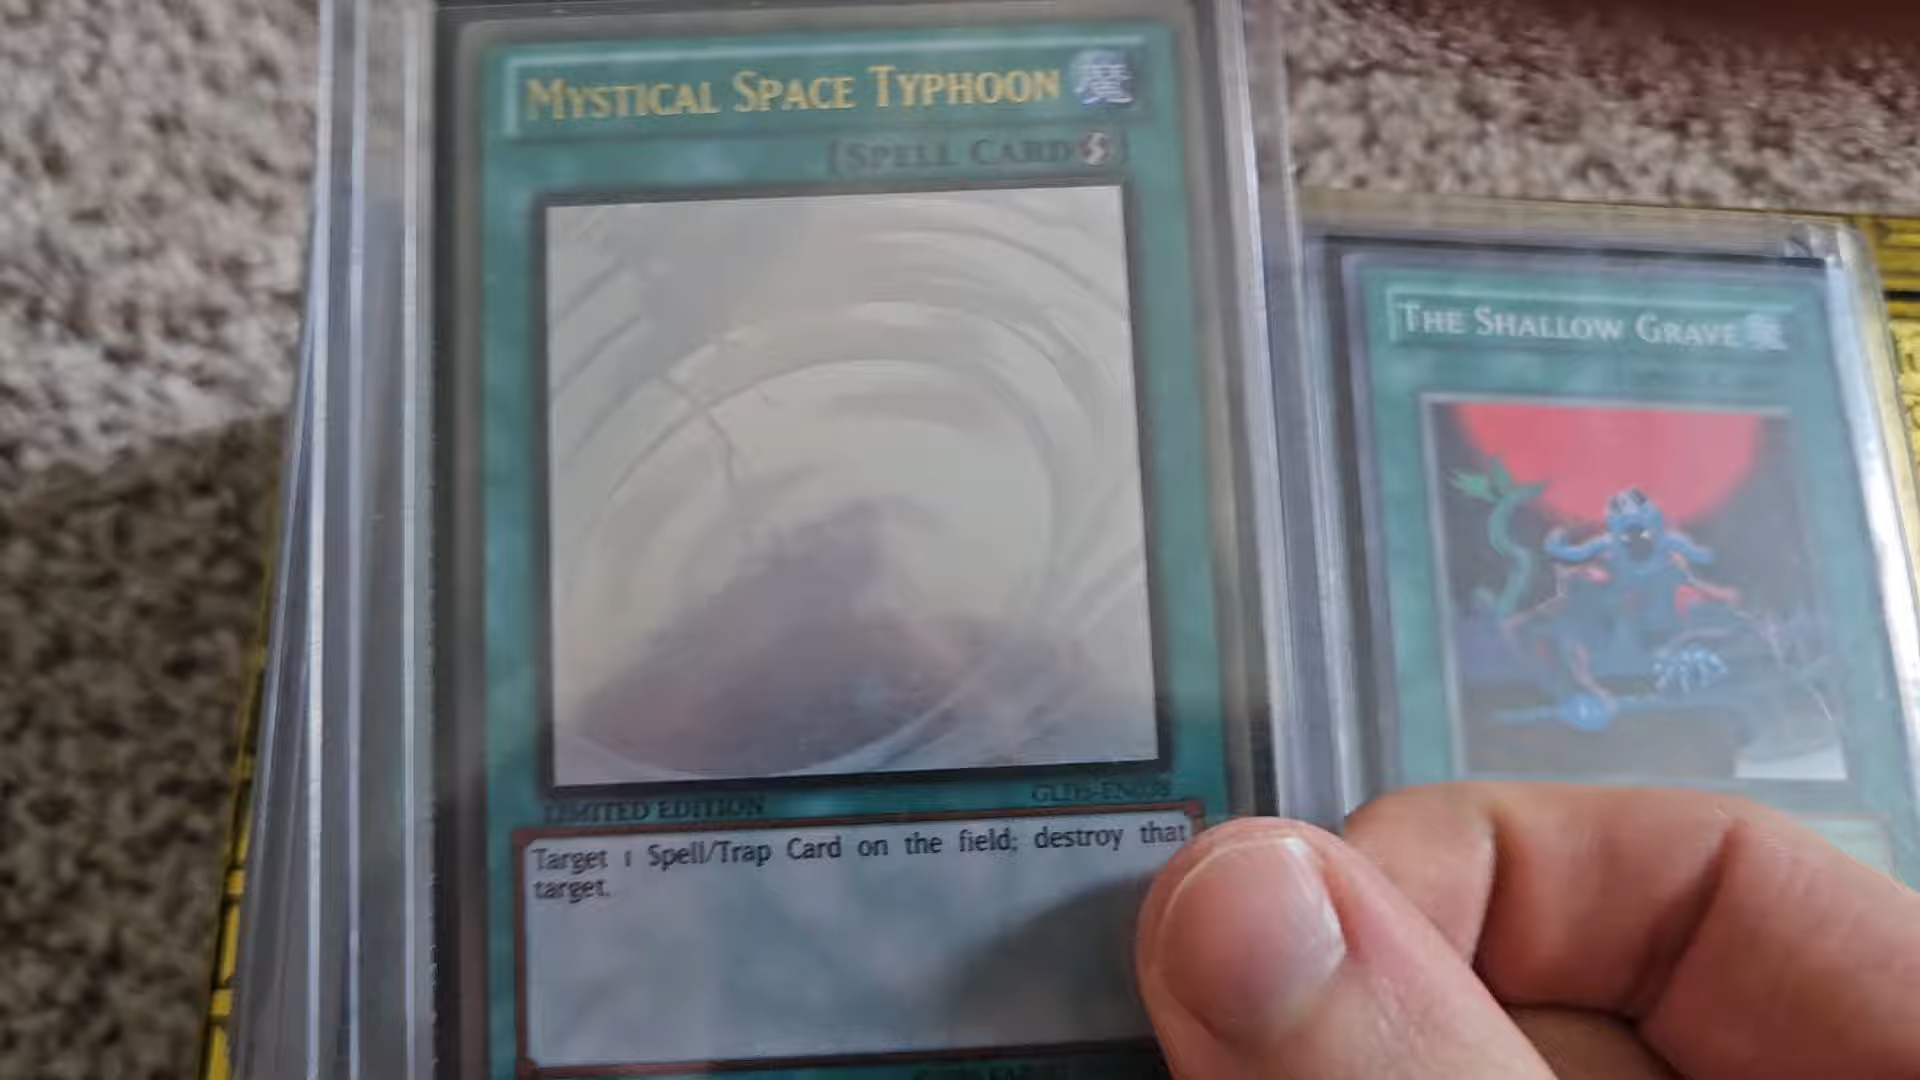 MYSTICAL SPACE TYPHOON 魔
[SPELL CARD
LIMITED EDITION
Target 1 Spell/Trap Card on the field; destroy that
target.
THE SHALLOW GRAVE